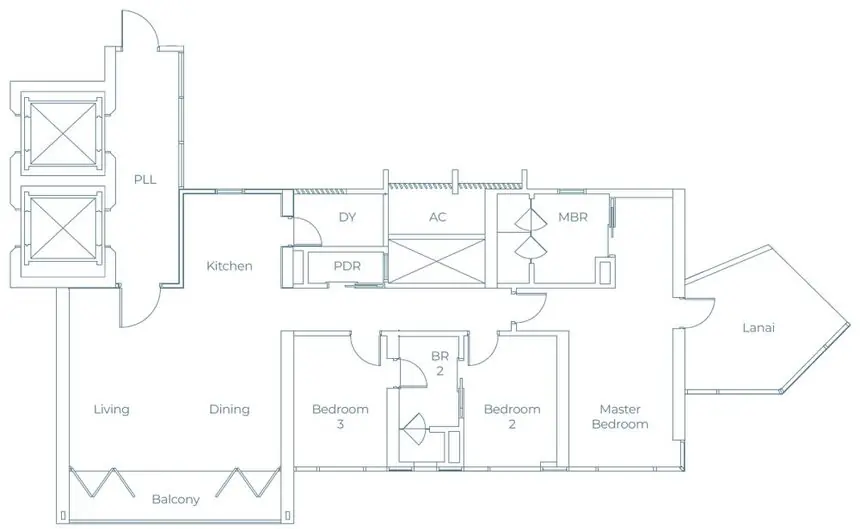 PLL
DY
AC
MBR
Kitchen
PDR
Lanai
BR
2
Living
Dining
Bedroom
3
Bedroom
2
Master
Bedroom
Balcony